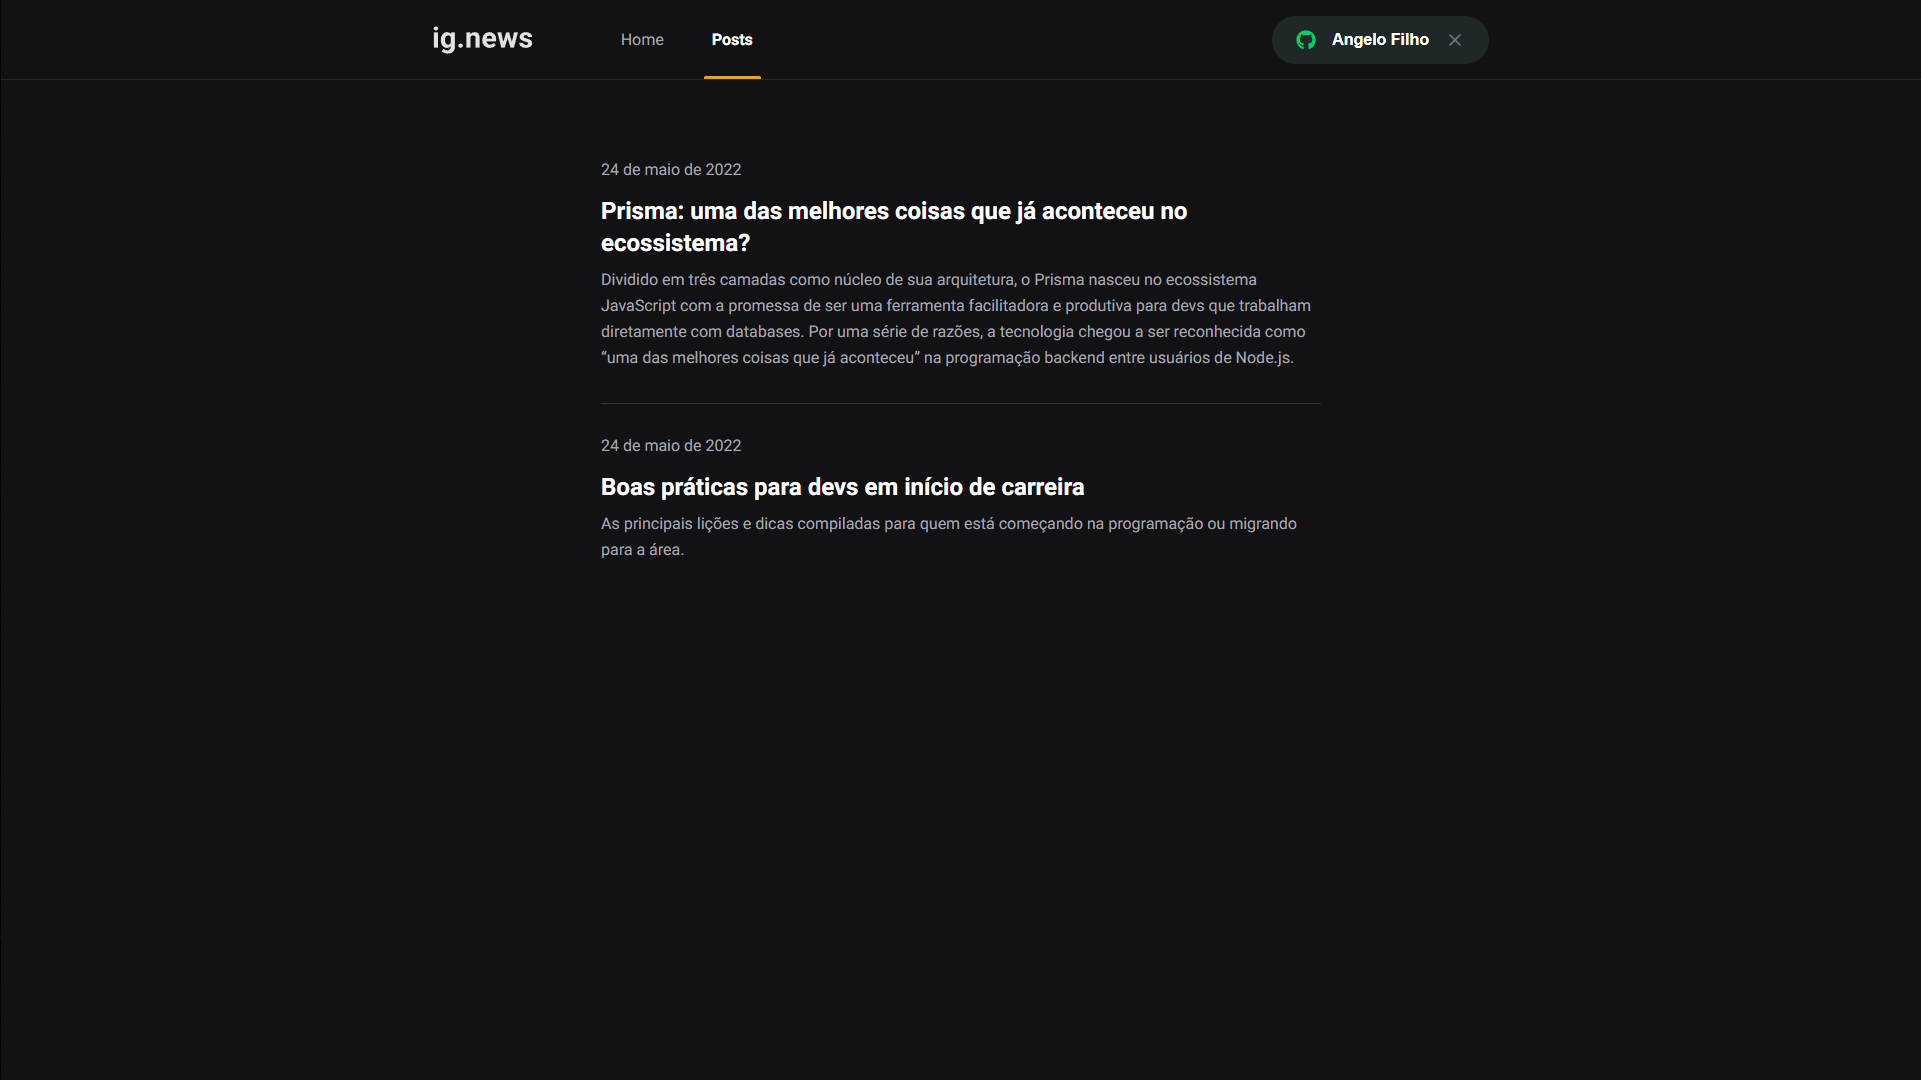 ig.news
Home
Posts
Angelo Filho
24 de maio de 2022
Prisma: uma das melhores coisas que já aconteceu no
ecossistema?
Dividido em três camadas como núcleo de sua arquitetura, o Prisma nasceu no ecossistema
JavaScript com a promessa de ser uma ferramenta facilitadora e produtiva para devs que trabalham
diretamente com databases. Por uma série de razões, a tecnologia chegou a ser reconhecida como
“uma das melhores coisas que já aconteceu” na programação backend entre usuários de Node.js.
24 de maio de 2022
Boas práticas para devs em início de carreira
As principais lições e dicas compiladas para quem está começando na programação ou migrando
para a área.